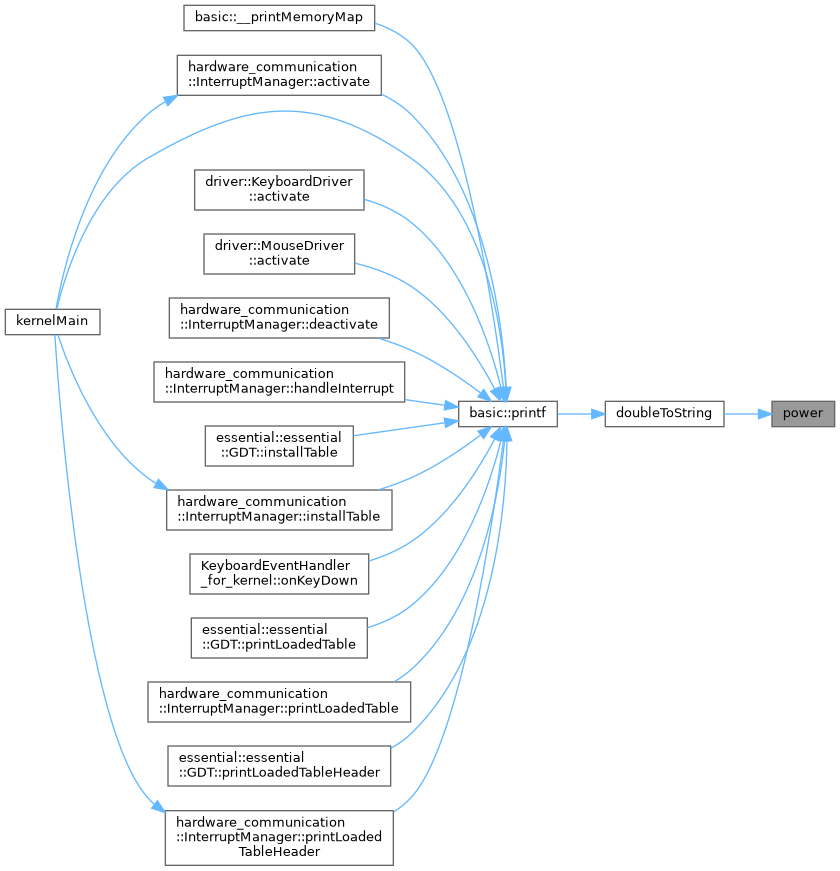 basic::__printMemoryMap
hardware_communication
::InterruptManager::activate
driver::KeyboardDriver
::activate
driver::MouseDriver
::activate
hardware_communication
::InterruptManager::deactivate
kernelMain
hardware_communication
::InterruptManager::handleInterrupt
basic::printf
doubleToString
power
essential::essential
::GDT::installTable
hardware_communication
::InterruptManager::installTable
KeyboardEventHandler
_for_kernel::onKeyDown
essential::essential
::GDT::printLoadedTable
hardware_communication
::InterruptManager::printLoadedTable
essential::essential
::GDT::printLoadedTableHeader
hardware_communication
::InterruptManager::printLoaded
TableHeader